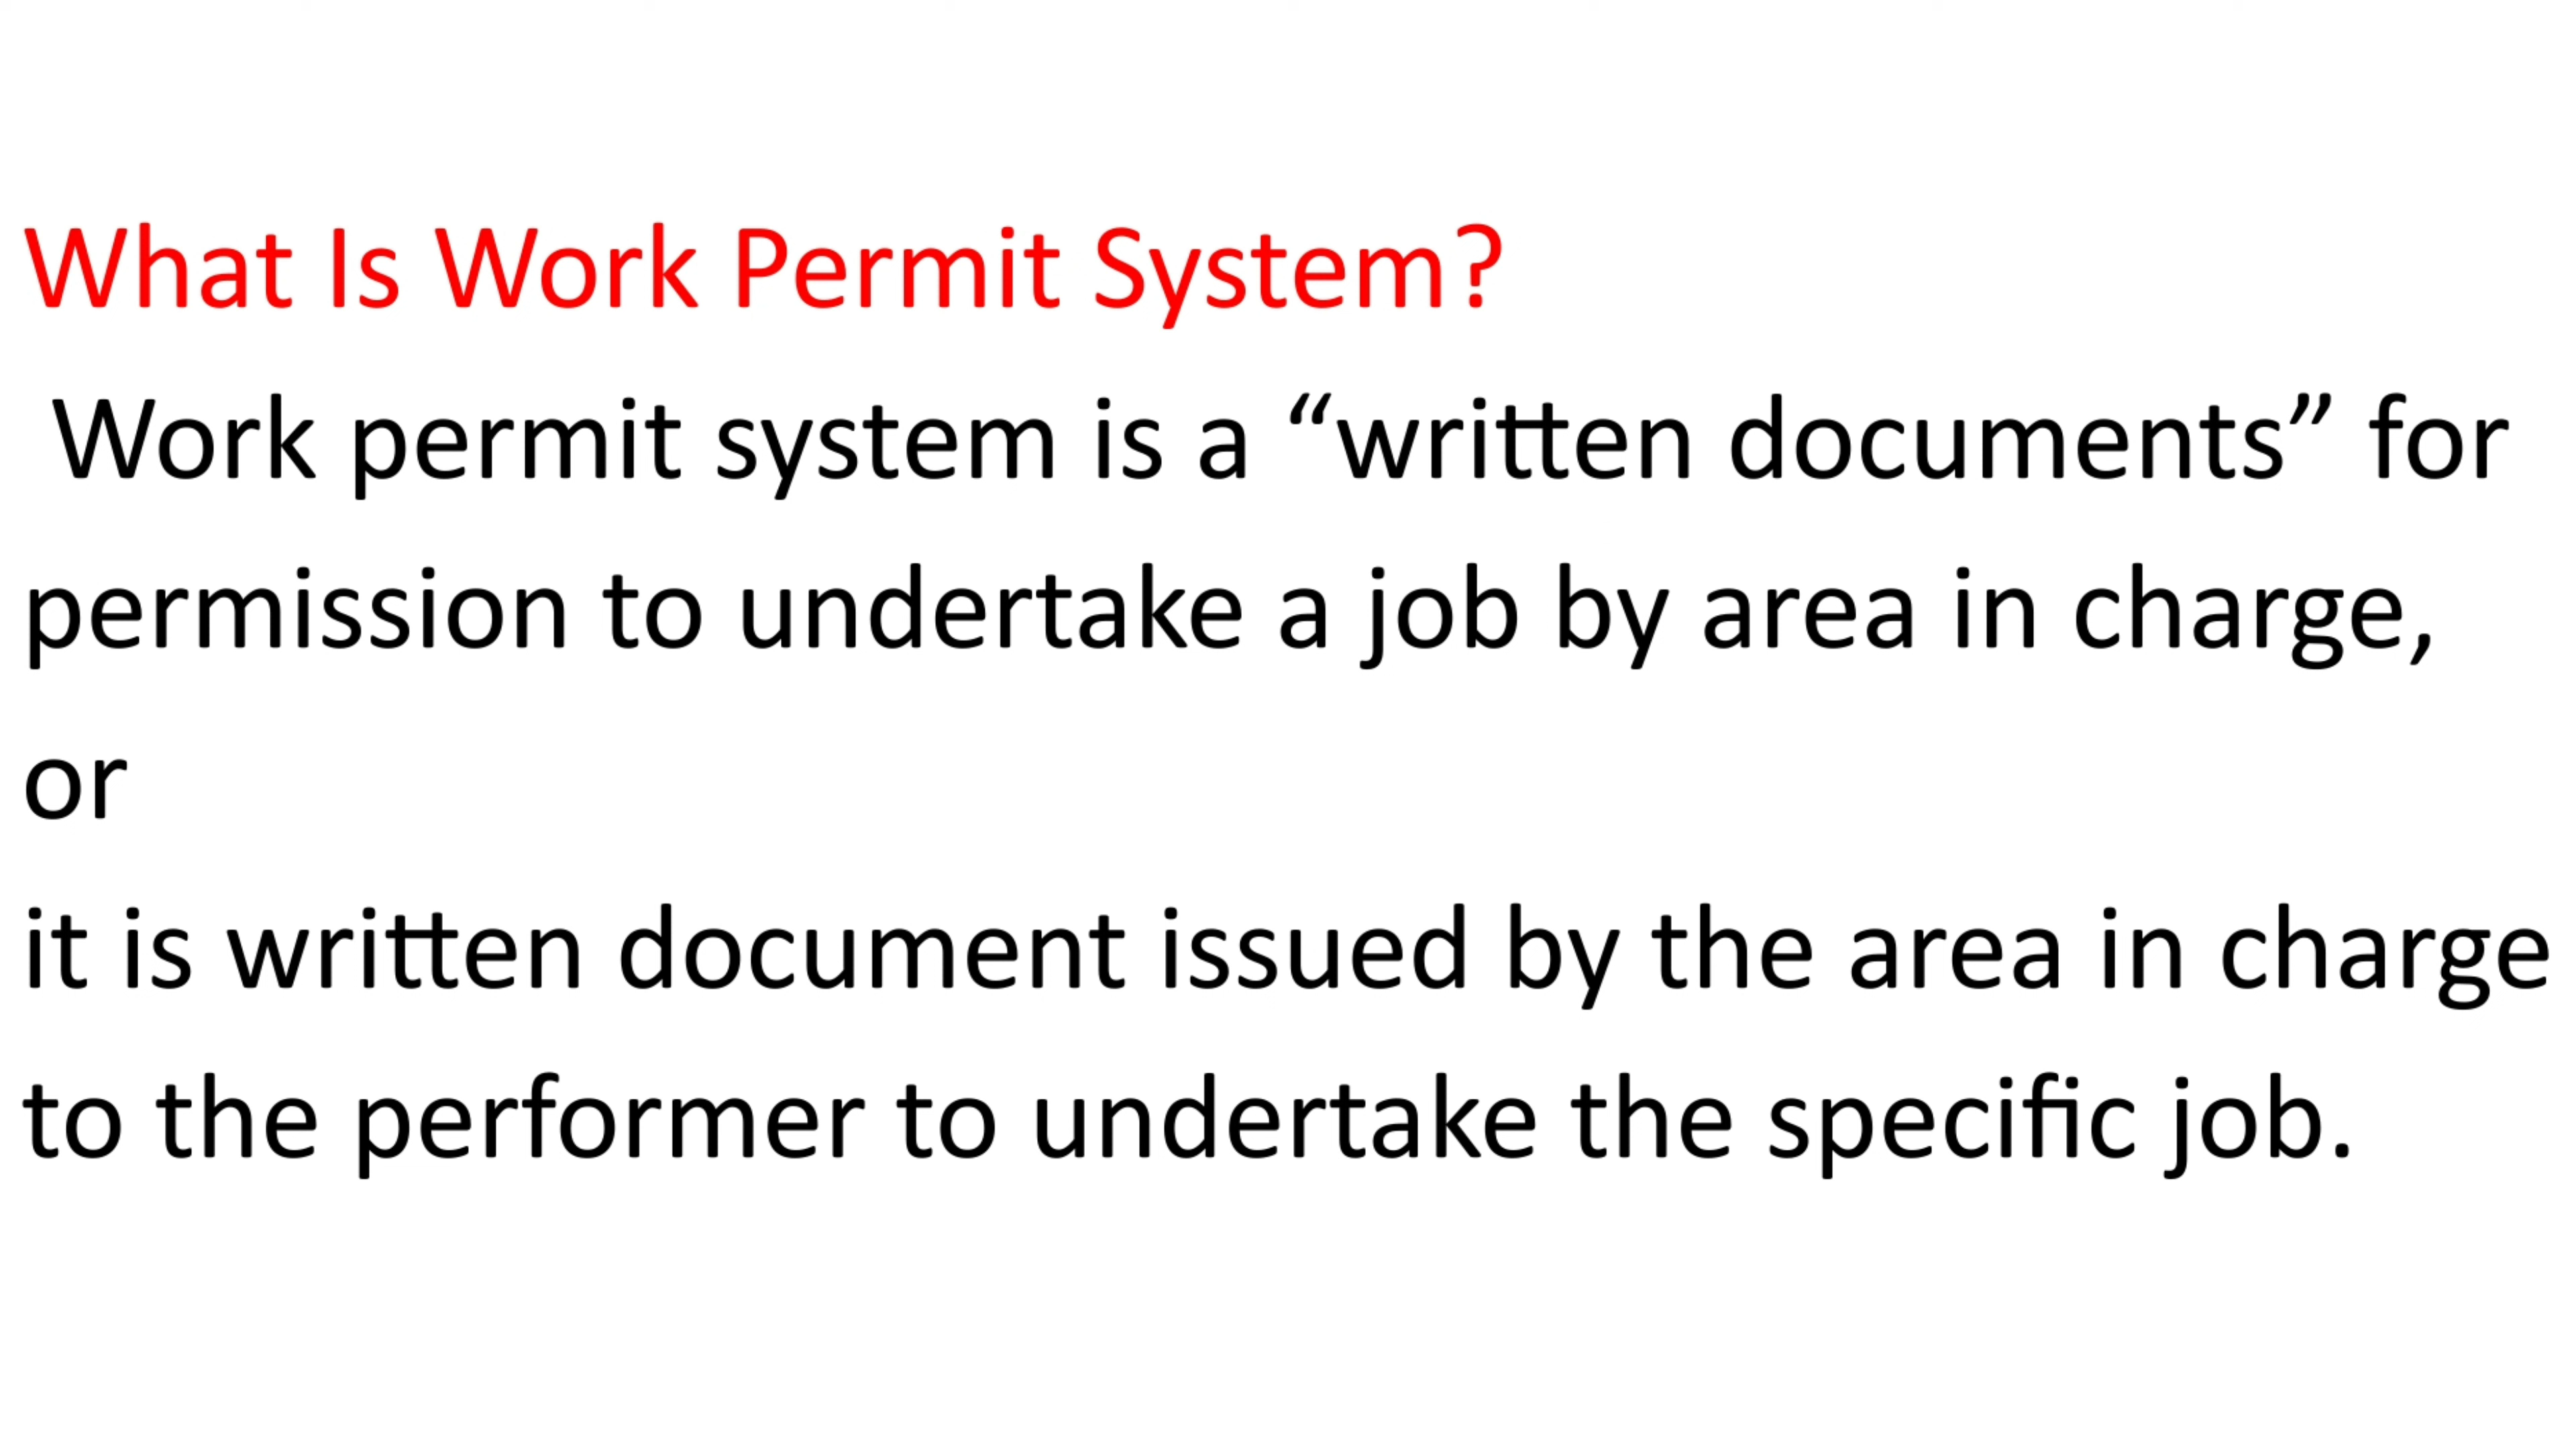 What Is Work Permit System?
Work permit system is a “written documents” for
permission to undertake a job by area in charge,
or
it is written document issued by the area in charge
to the performer to undertake the specific job.